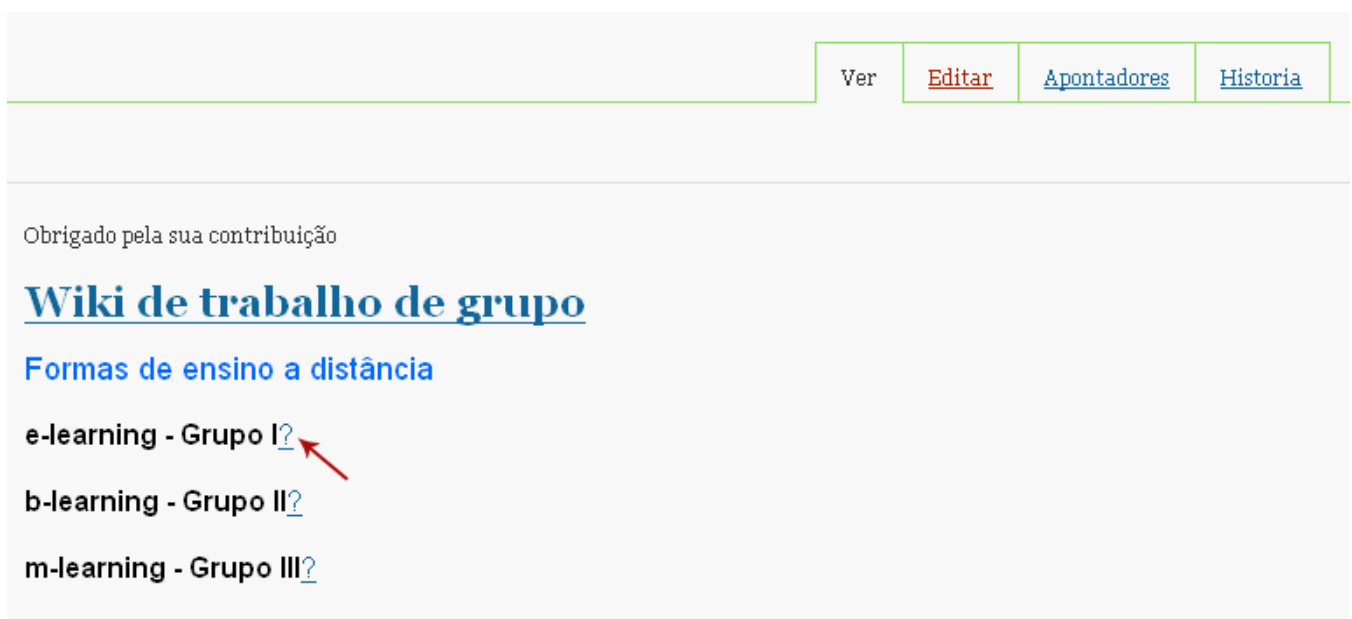 Ver Editar Apontadores Historia
Obrigado pela sua contribuição
Wiki de trabalho de grupo
Formas de ensino a distância
e-learning - Grupo I?
b-learning - Grupo II?
m-learning - Grupo III?